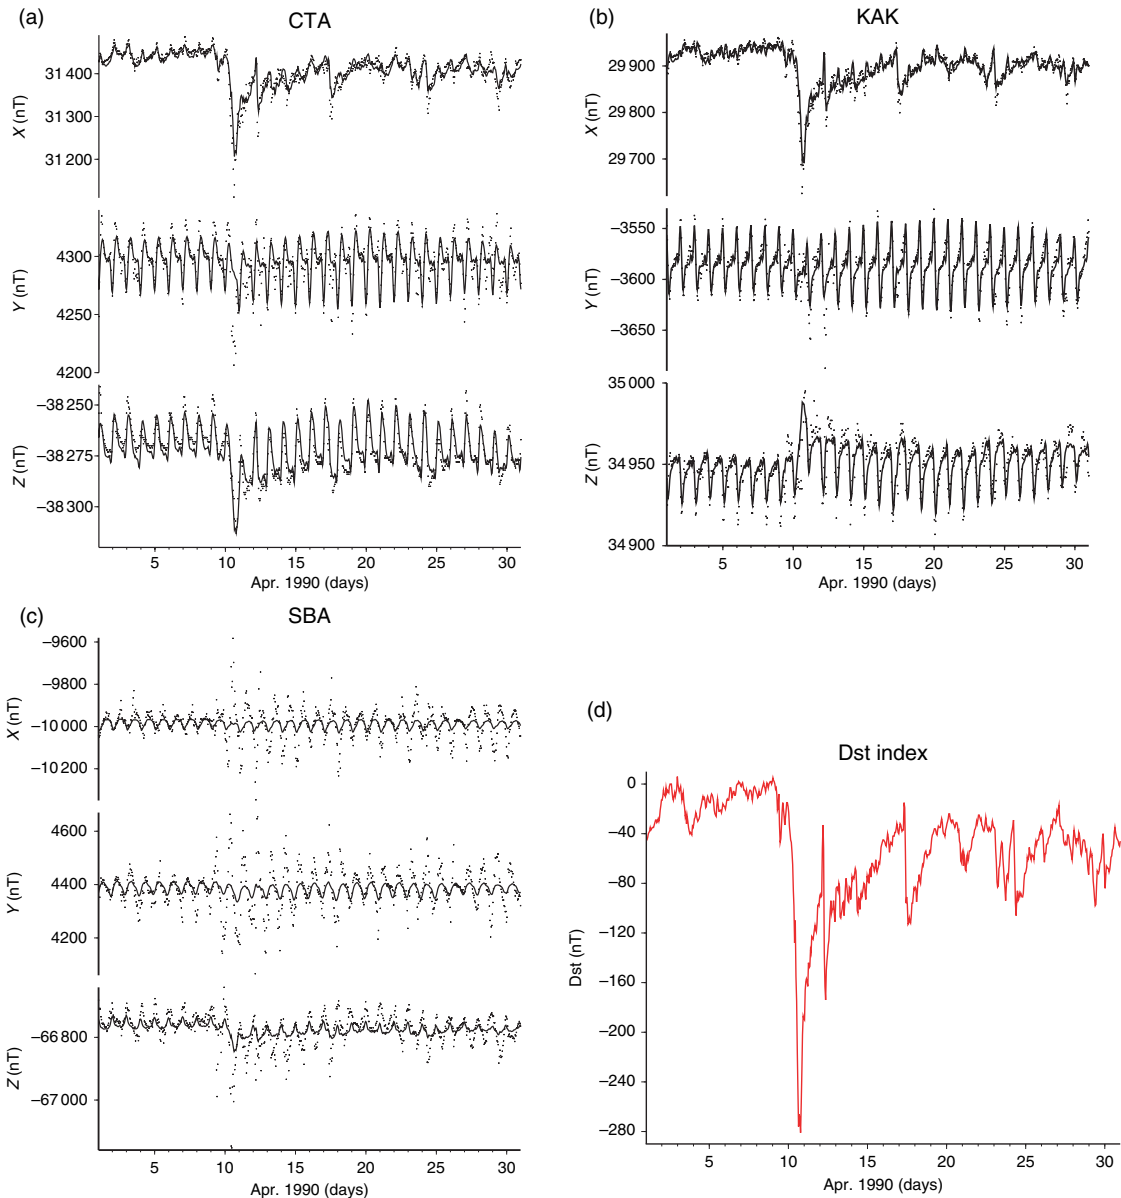 (a)
CTA
31 400
31 300
31 200
X (nT)
4300
4250
4200
Y (nT)
−38 250
−38 275
−38 300
Z (nT)
5 10 15 20 25 30
Apr. 1990 (days)
(b)
KAK
29 900
29 800
29 700
X (nT)
−3550
−3600
−3650
Y (nT)
35 000
34 950
34 900
Z (nT)
5 10 15 20 25 30
Apr. 1990 (days)
(c)
SBA
−9600
−9800
−10 000
−10 200
X (nT)
4600
4400
4200
Y (nT)
−66 800
−67 000
Z (nT)
5 10 15 20 25 30
Apr. 1990 (days)
(d)
Dst index
0
−40
−80
−120
−160
−200
−240
−280
Dst (nT)
5 10 15 20 25 30
Apr. 1990 (days)